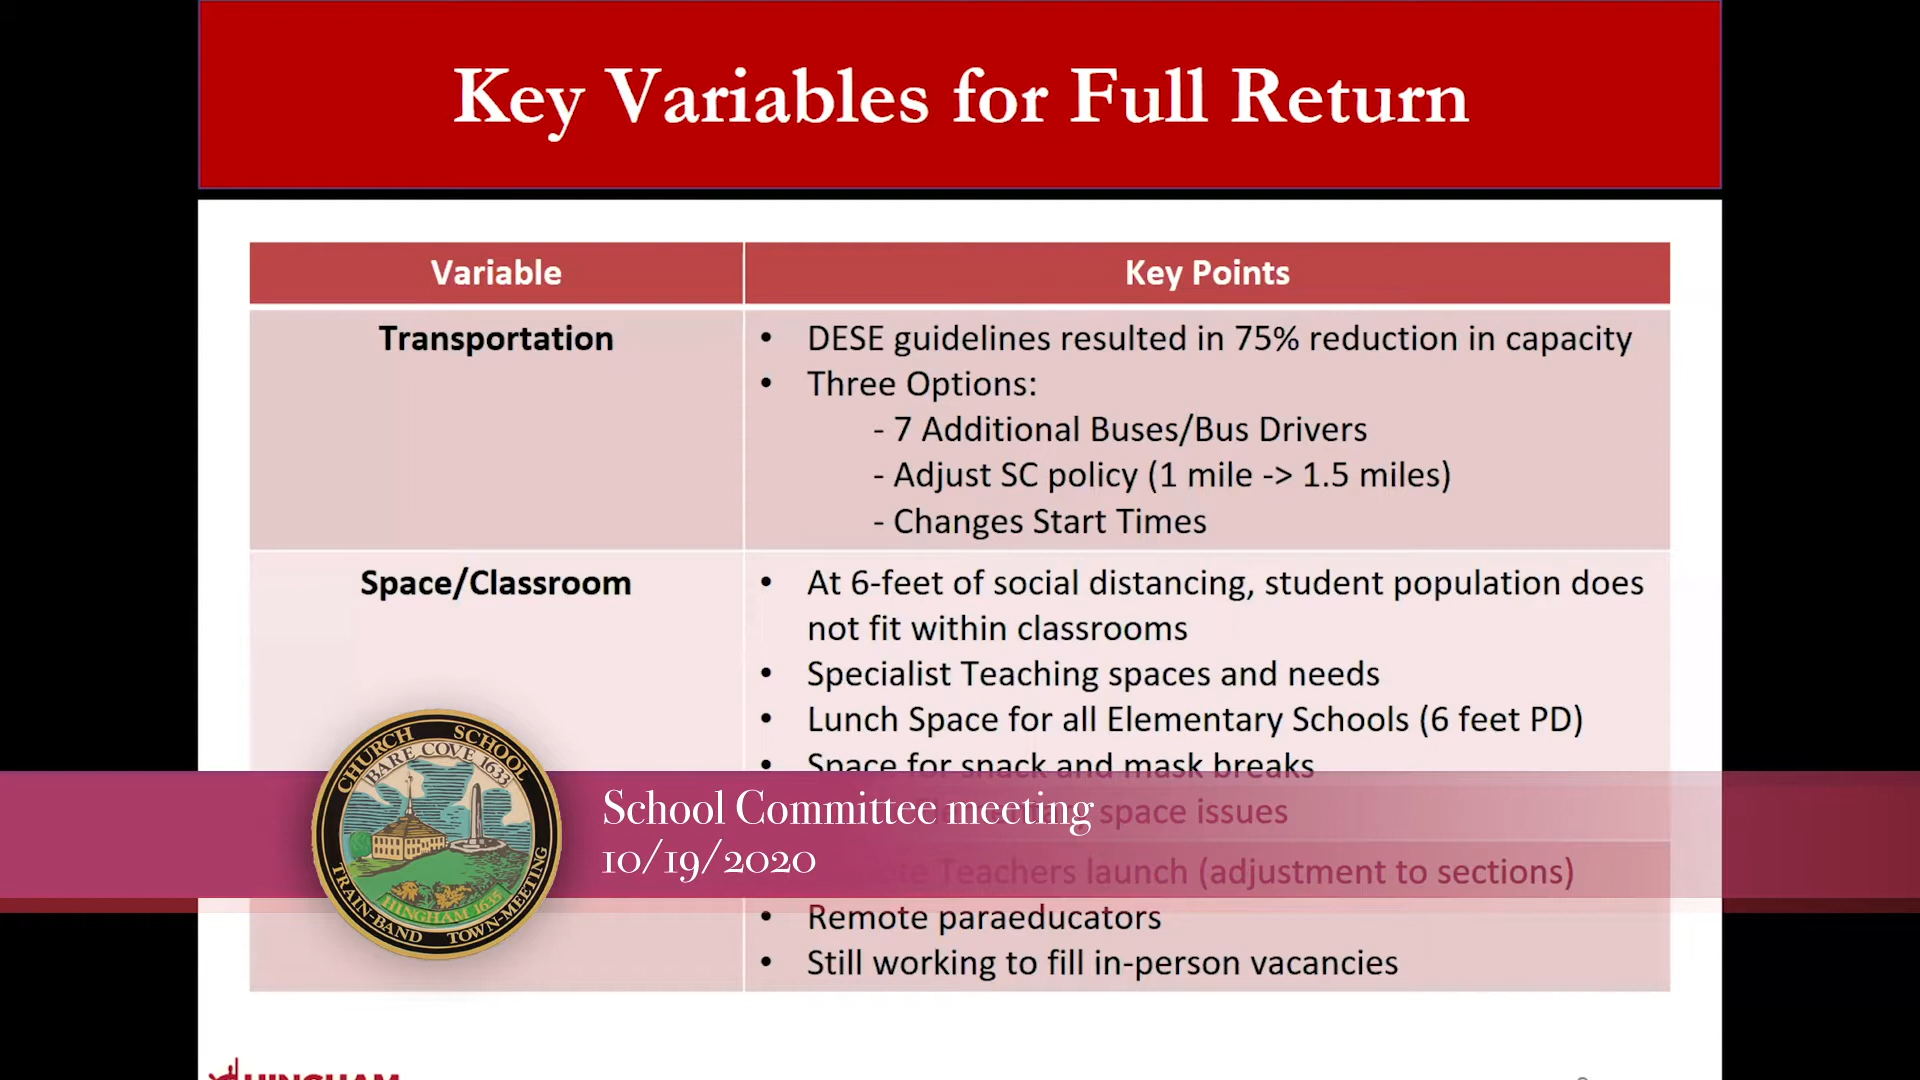 Key Variables for Full Return
Variable
Key Points
Transportation
• DESE guidelines resulted in 75% reduction in capacity
• Three Options:
- 7 Additional Buses/Bus Drivers
- Adjust SC policy (1 mile -> 1.5 miles)
- Changes Start Times
Space/Classroom
• At 6-feet of social distancing, student population does
not fit within classrooms
• Specialist Teaching spaces and needs
• Lunch Space for all Elementary Schools (6 feet PD)
• Space for snack and mask breaks
space issues
Teachers launch (adjustment to sections)
• Remote paraeducators
• Still working to fill in-person vacancies
School Committee meeting
10/19/2020
CHURCH SCHOOL
BARE COVE 1633
HINGHAM 1635
TRAIN-BAND TOWN-MEETING
HINGHAM